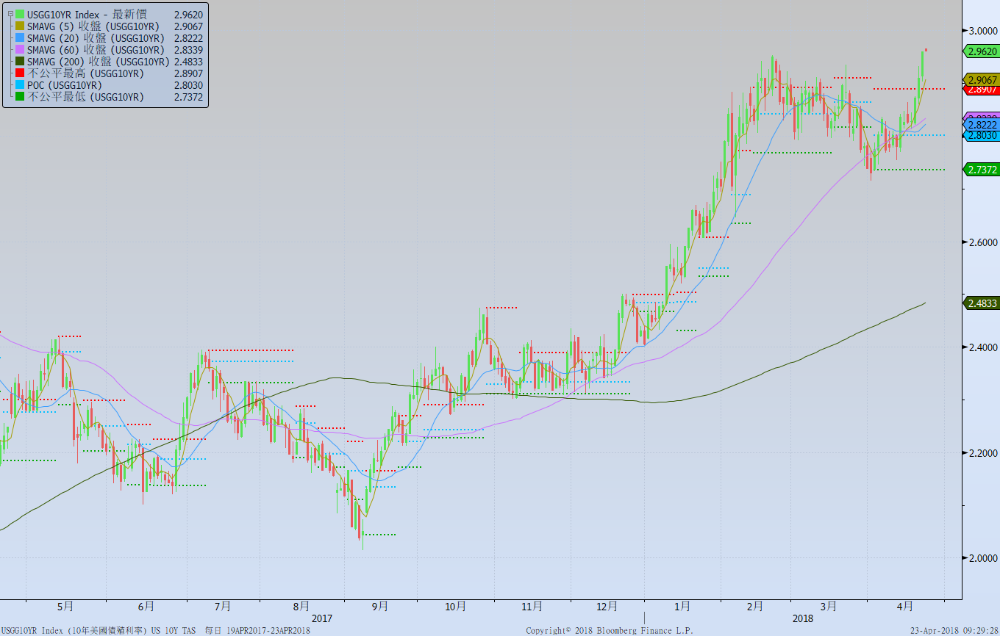 USGG10YR Index - 最新價 2.9620
SMAVG (5) 收盤 (USGG10YR) 2.9067
SMAVG (20) 收盤 (USGG10YR) 2.8222
SMAVG (60) 收盤 (USGG10YR) 2.8339
SMAVG (200) 收盤 (USGG10YR) 2.4833
不公平最高 (USGG10YR) 2.8907
POC (USGG10YR) 2.8030
不公平最低 (USGG10YR) 2.7372
3.0000
2.9620
2.9067
2.8907
2.8222
2.8030
2.7372
2.6000
2.4833
2.4000
2.2000
2.0000
5月 6月 7月 8月 9月 10月 11月 12月 1月 2月 3月 4月
2017 2018
USGG10YR Index (10年美國債殖利率) US 10Y TAS 每日 19APR2017-23APR2018 Copyright© 2018 Bloomberg Finance L.P. 23-Apr-2018 09:29:28